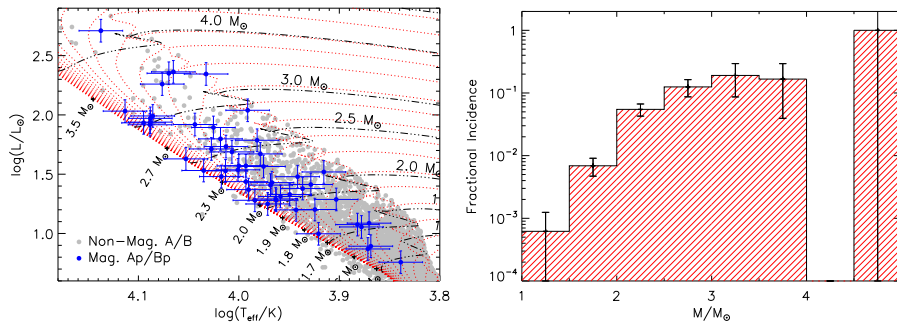 4.0 M⊙
3.0 M⊙
2.5 M⊙
2.0 M⊙
1
1
3.5 M⊙
2.7 M⊙
2.3 M⊙
2.0 M⊙
1.9 M⊙
1.8 M⊙
1.7 M⊙
M⊙
Non-Mag. A/B
Mag. Ap/Bp
log(L/L⊙)
2.5
2.0
1.5
1.0
4.1 4.0 3.9 3.8
log(Teff/K)
Fractional Incidence
10⁰
10⁻¹
10⁻²
10⁻³
10⁻⁴
1 2 3 4
M/M⊙